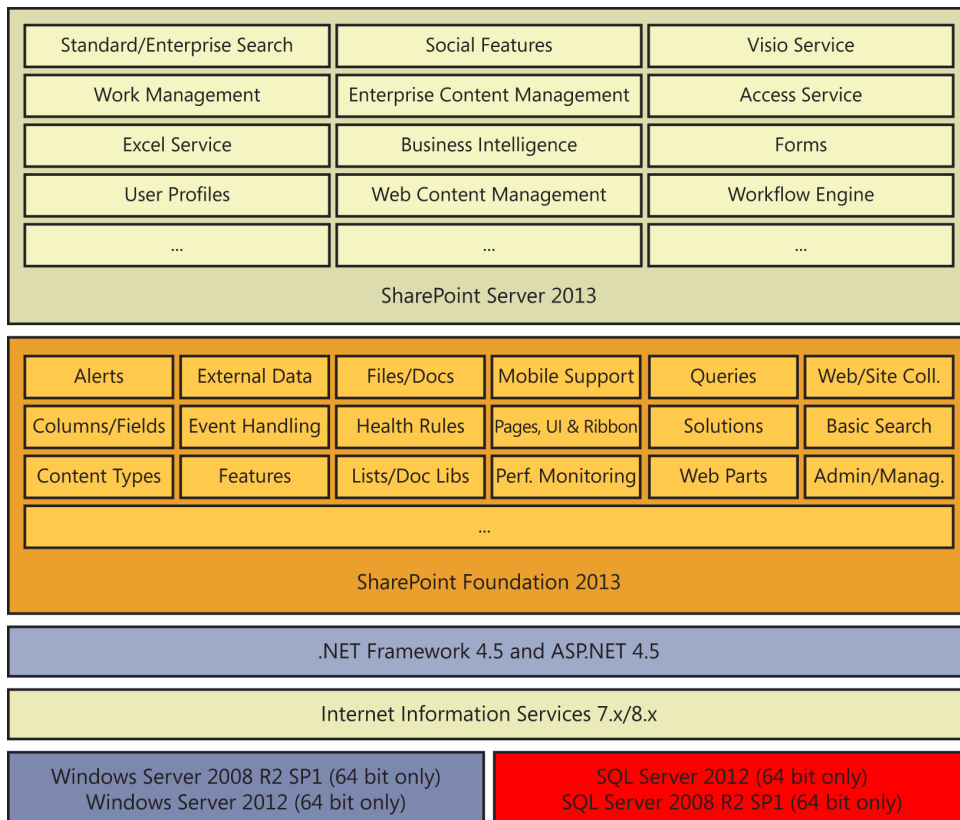 Standard/Enterprise Search
Social Features
Visio Service
Work Management
Enterprise Content Management
Access Service
Excel Service
Business Intelligence
Forms
User Profiles
Web Content Management
Workflow Engine
...
...
...
SharePoint Server 2013
Alerts
External Data
Files/Docs
Mobile Support
Queries
Web/Site Coll.
Columns/Fields
Event Handling
Health Rules
Pages, UI & Ribbon
Solutions
Basic Search
Content Types
Features
Lists/Doc Libs
Perf. Monitoring
Web Parts
Admin/Manag.
...
SharePoint Foundation 2013
.NET Framework 4.5 and ASP.NET 4.5
Internet Information Services 7.x/8.x
Windows Server 2008 R2 SP1 (64 bit only)
Windows Server 2012 (64 bit only)
SQL Server 2012 (64 bit only)
SQL Server 2008 R2 SP1 (64 bit only)